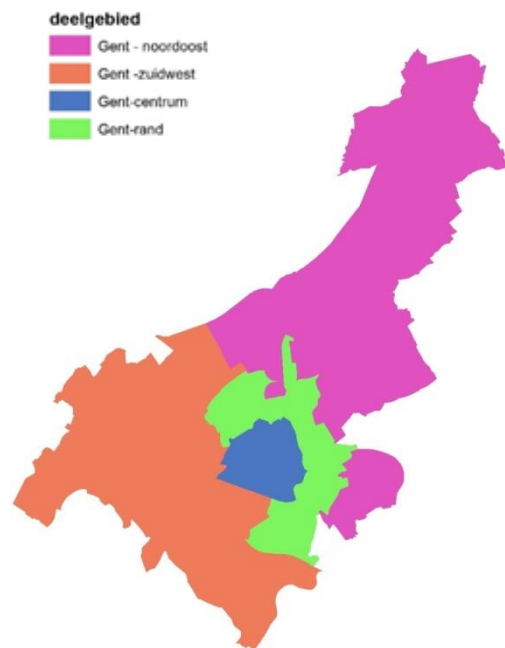 deelgebied
Gent - noordoost
Gent -zuidwest
Gent-centrum
Gent-rand